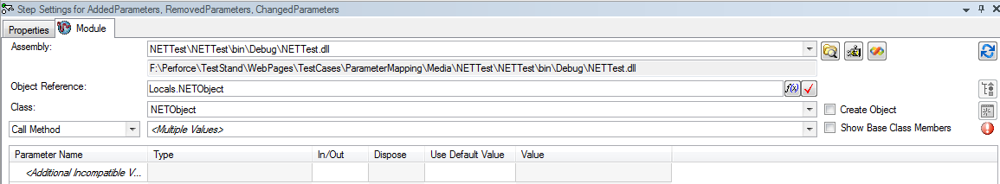 Step Settings for AddedParameters, RemovedParameters, ChangedParameters
Properties Module
Assembly: NETTest\NETTest\bin\Debug\NETTest.dll
F:\Perforce\TestStand\WebPages\TestCases\ParameterMapping\Media\NETTest\NETTest\bin\Debug\NETTest.dll
Object Reference: Locals.NETObject f(x)
Class: NETObject Create Object
Call Method <Multiple Values> Show Base Class Members
Parameter Name Type In/Out Dispose Use Default Value Value
<Additional Incompatible V...